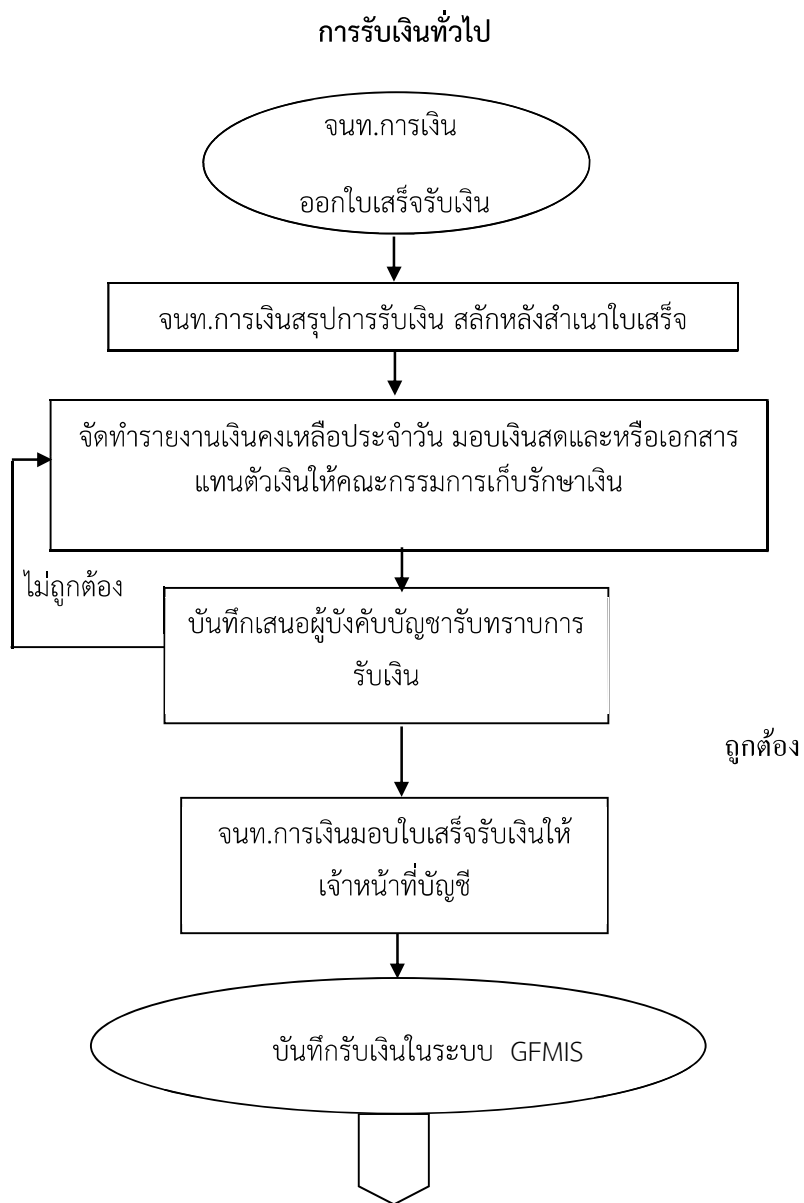 การรับเงินทั่วไป
จนท.การเงิน
ออกใบเสร็จรับเงิน
จนท.การเงินสรุปการรับเงิน สลักหลังสำเนาใบเสร็จ
จัดทำรายงานเงินคงเหลือประจำวัน มอบเงินสดและหรือเอกสาร
แทนตัวเงินให้คณะกรรมการเก็บรักษาเงิน
ไม่ถูกต้อง
บันทึกเสนอผู้บังคับบัญชารับทราบการ
รับเงิน
ถูกต้อง
จนท.การเงินมอบใบเสร็จรับเงินให้
เจ้าหน้าที่บัญชี
บันทึกรับเงินในระบบ GFMIS